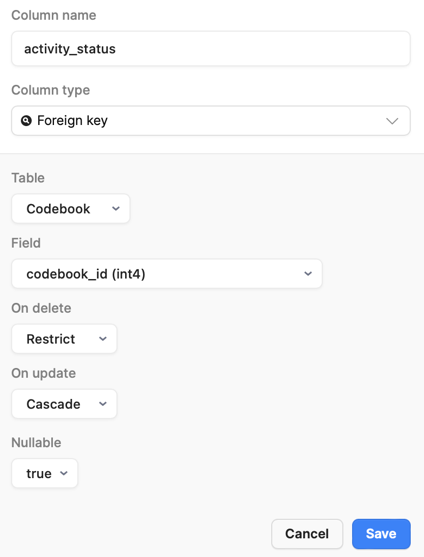 Column name
activity_status
Column type
Foreign key
Table
Codebook
Field
codebook_id (int4)
On delete
Restrict
On update
Cascade
Nullable
true
Cancel
Save